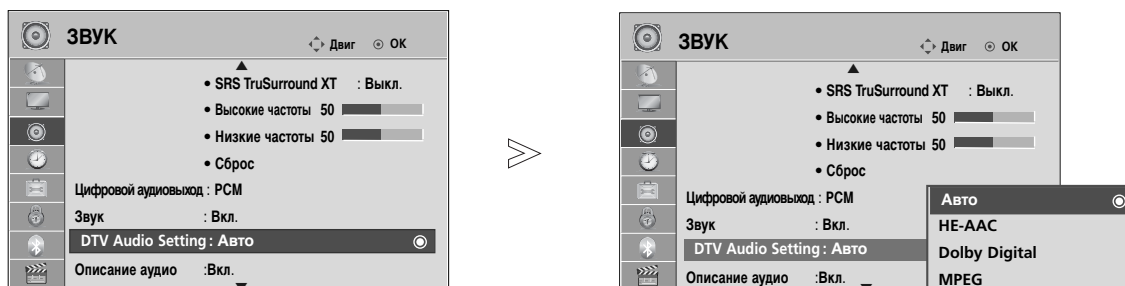 ЗВУК
Двиг ОК
• SRS TruSurround XT : Выкл.
• Высокие частоты 50
• Низкие частоты 50
• Сброс
Цифровой аудиовыход : PCM
Звук : Вкл.
DTV Audio Setting : Авто
Описание аудио :Вкл.
ЗВУК
Двиг ОК
• SRS TruSurround XT : Выкл.
• Высокие частоты 50
• Низкие частоты 50
• Сброс
Цифровой аудиовыход : PCM
Звук : Вкл.
DTV Audio Setting : Авто
Описание аудио :Вкл.
Авто
HE-AAC
Dolby Digital
MPEG